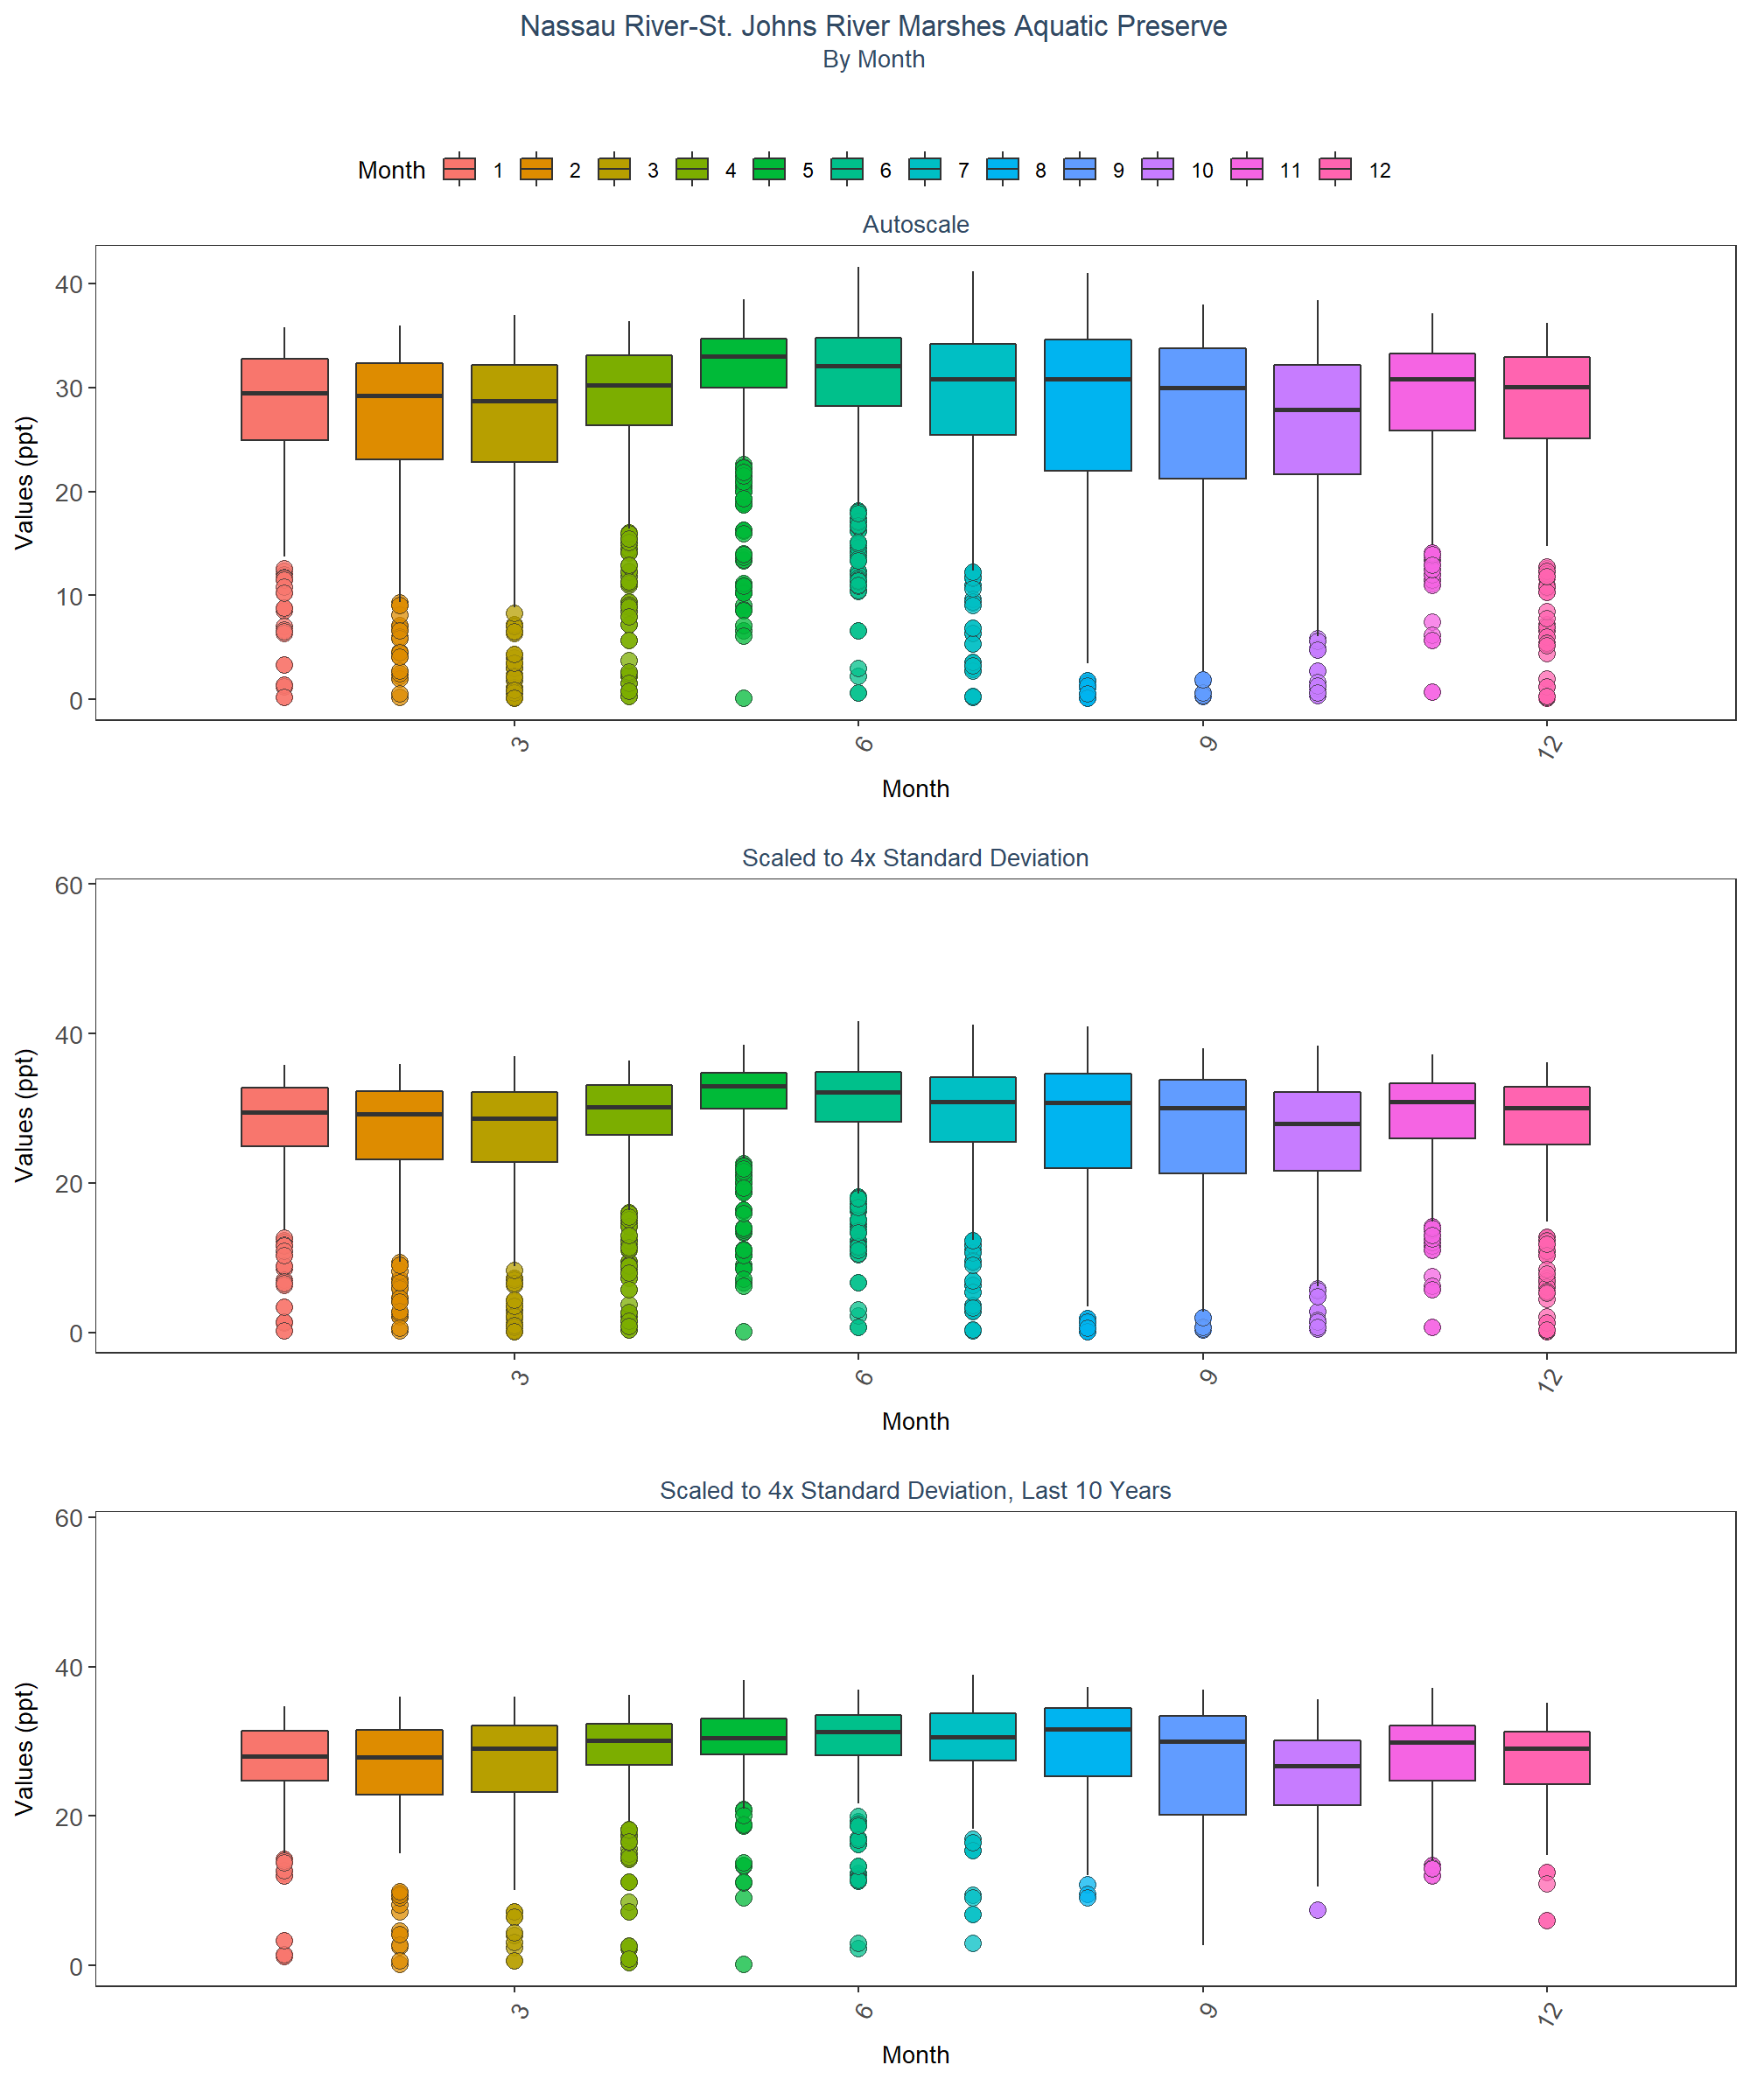 Nassau River-St. Johns River Marshes Aquatic Preserve
By Month
Month 1 2 3 4 5 6 7 8 9 10 11 12
Autoscale
Values (ppt)
40
30
20
10
0
3 6 9 12
Month
Scaled to 4x Standard Deviation
Values (ppt)
60
40
20
0
3 6 9 12
Month
Scaled to 4x Standard Deviation, Last 10 Years
Values (ppt)
60
40
20
0
3 6 9 12
Month